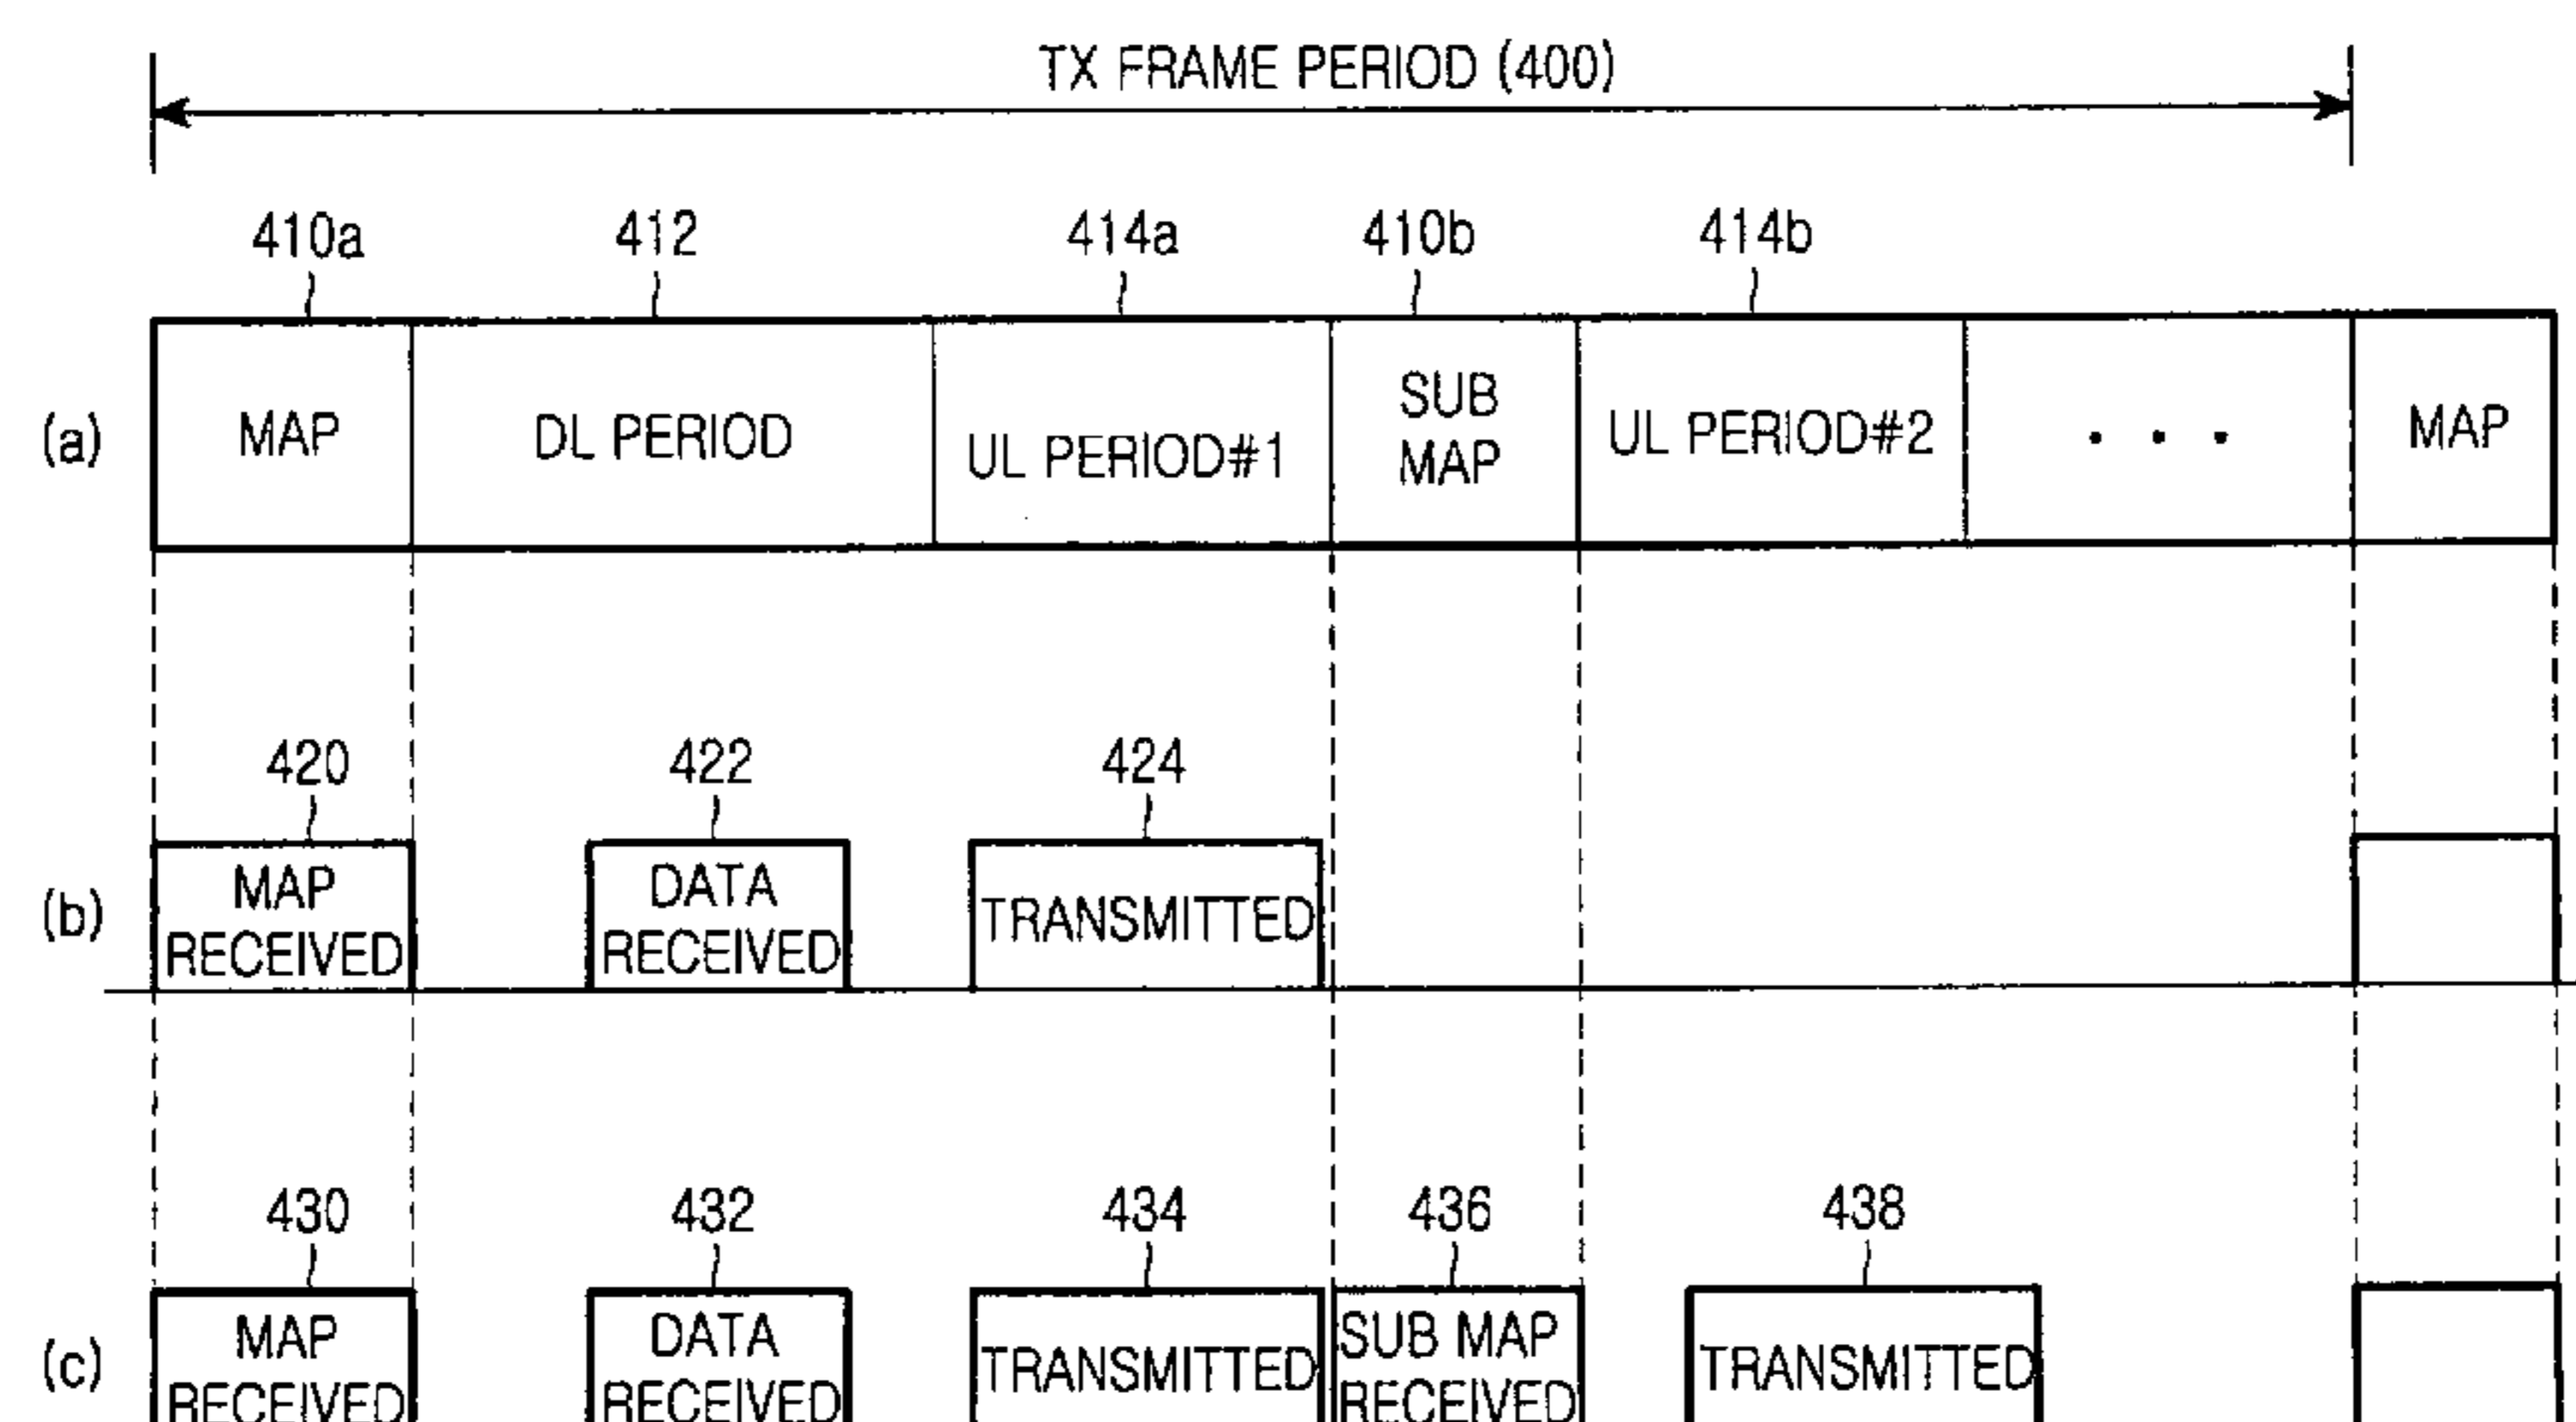 TX FRAME PERIOD (400)
410a 412 414a 410b 414b
(a) MAP DL PERIOD UL PERIOD#1 SUB MAP UL PERIOD#2 . . . MAP
420 422 424
(b) MAP RECEIVED DATA RECEIVED TRANSMITTED
430 432 434 436 438
(c) MAP RECEIVED DATA RECEIVED TRANSMITTED SUB MAP RECEIVED TRANSMITTED